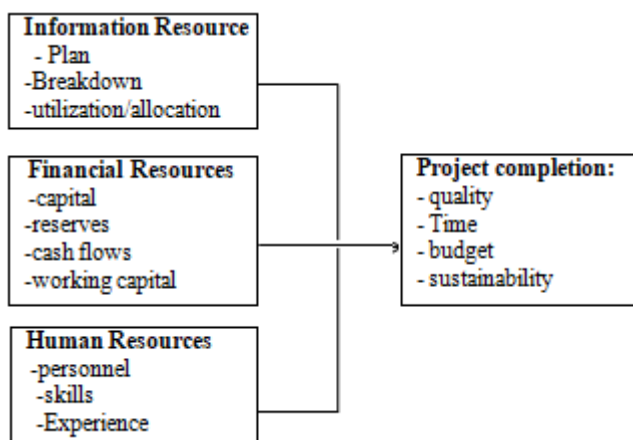 Information Resource
- Plan
-Breakdown
-utilization/allocation
Financial Resources
-capital
-reserves
-cash flows
-working capital
Human Resources
-personnel
-skills
-Experience
Project completion:
- quality
- Time
- budget
- sustainability